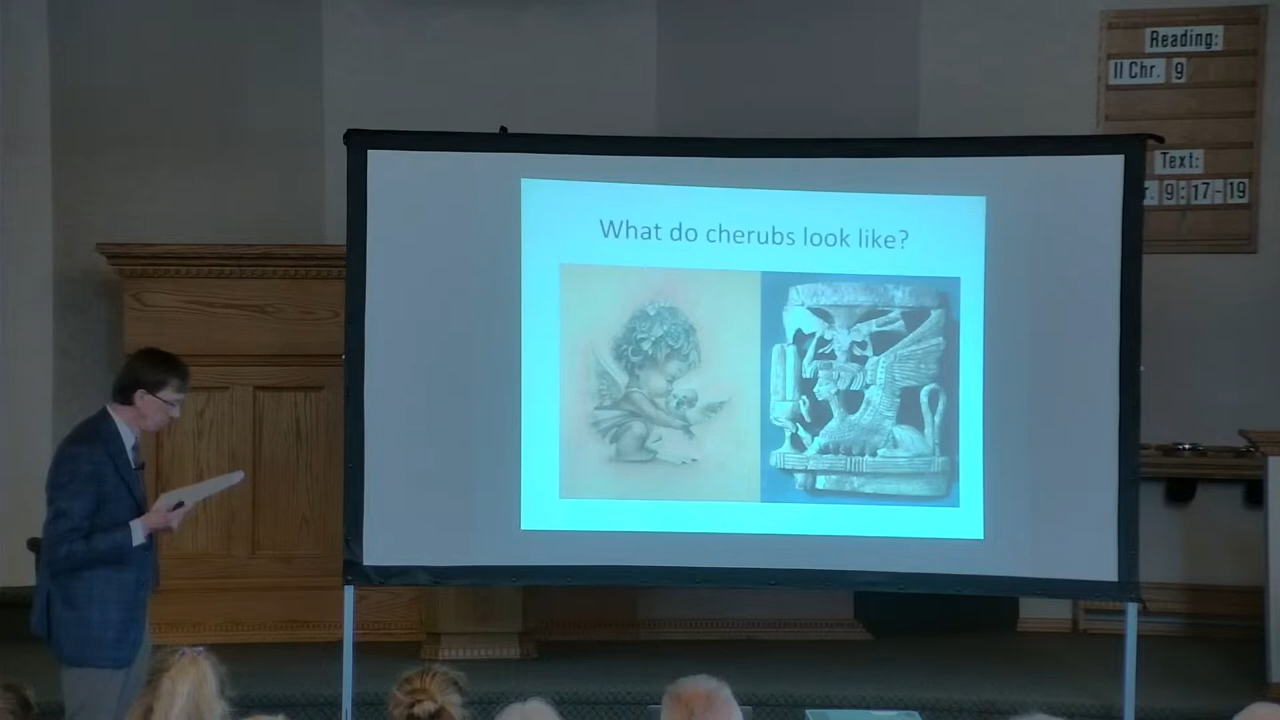 Reading:
II Chr. 9
Text:
. 9:17-19
What do cherubs look like?